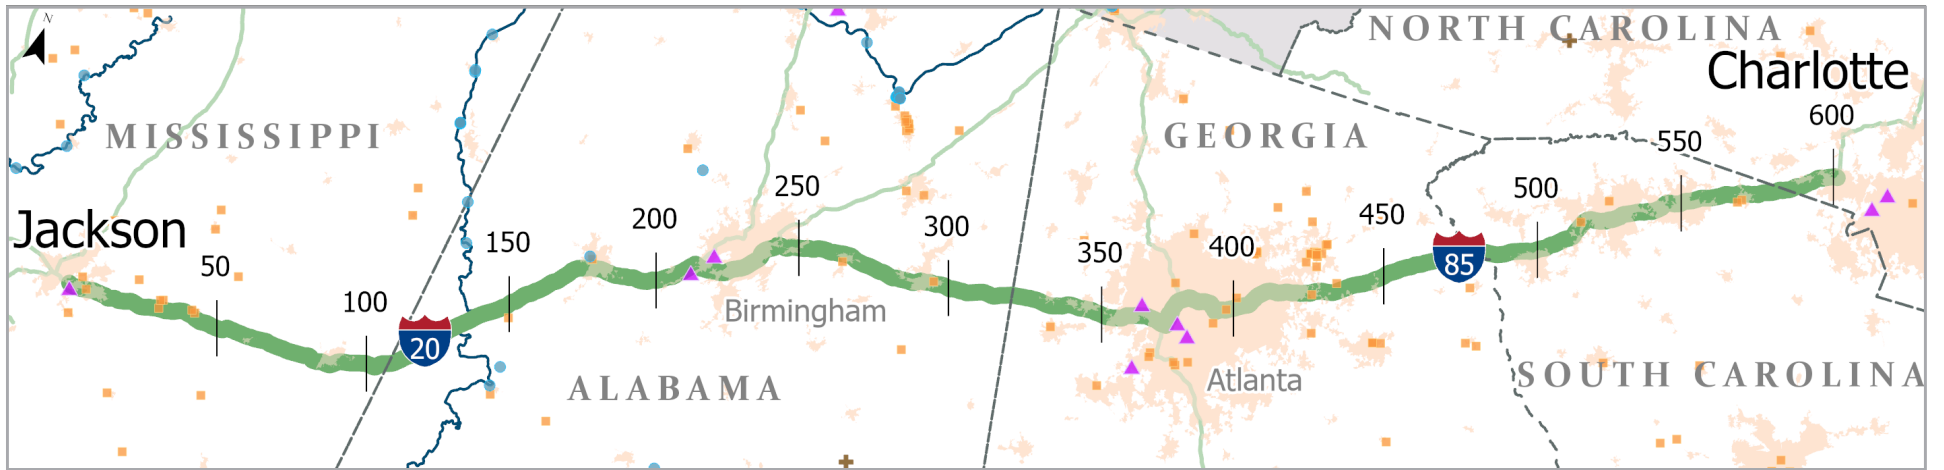 N
NORTH CAROLINA
Charlotte
600
MISSISSIPPI
GEORGIA
550
250
500
200
450
Jackson
150
300
400
350
50
85
100
Birmingham
20
ALABAMA
Atlanta
SOUTH CAROLINA